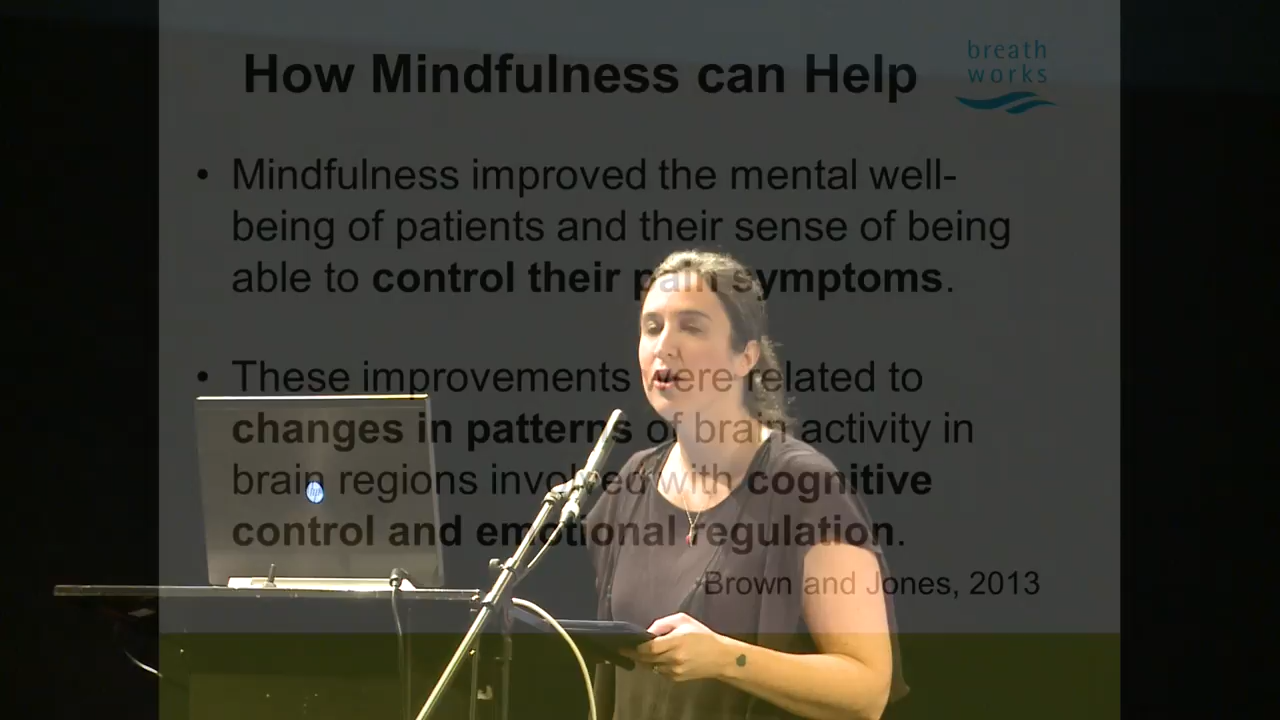 How Mindfulness can Help
breath
works
• Mindfulness improved the mental well-
being of patients and their sense of being
able to control their pain symptoms.
• These improvements were related to
changes in patterns of brain activity in
brain regions involved with cognitive
control and emotional regulation.
Brown and Jones, 2013
hp